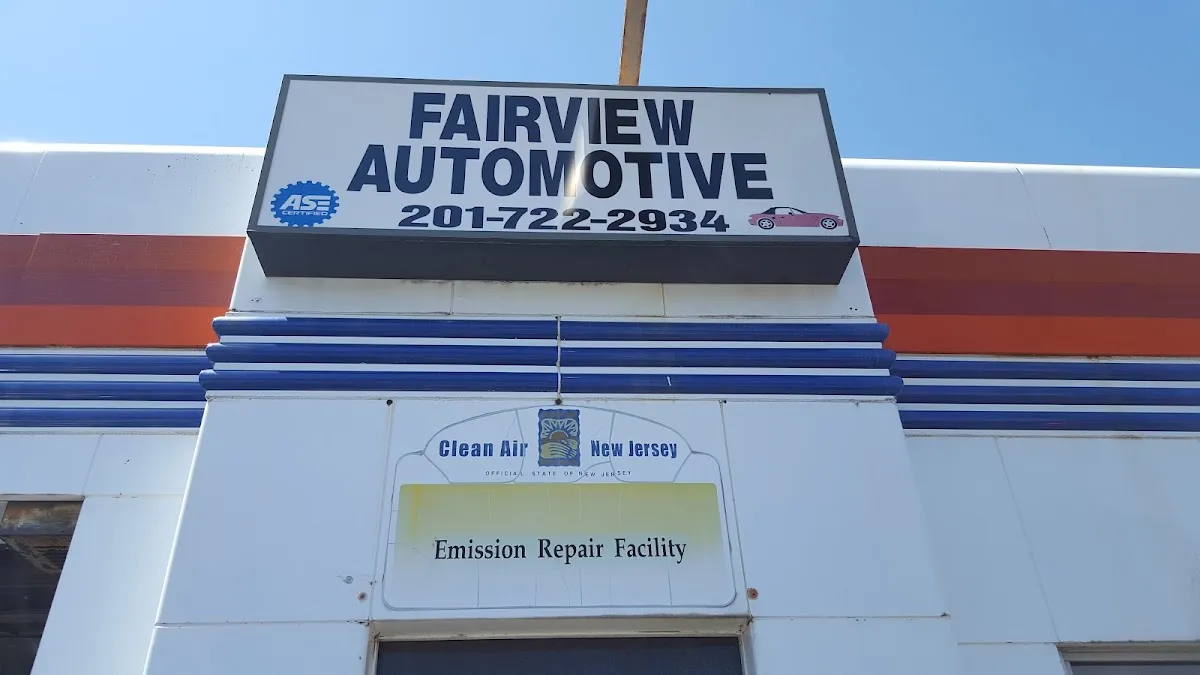 FAIRVIEW
AUTOMOTIVE
ASE
CERTIFIED
201-722-2934
Clean Air New Jersey
OFFICIAL STATE OF NEW JERSEY
Emission Repair Facility